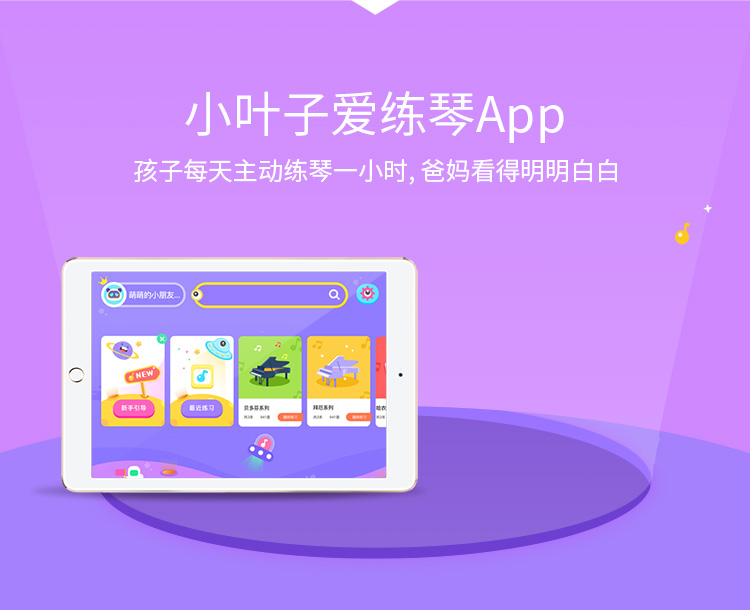 小叶子爱练琴App
孩子每天主动练琴一小时, 爸妈看得明明白白
萌萌的小朋友...
NEW
新手引导
最近练习
贝多芬系列
拜厄系列